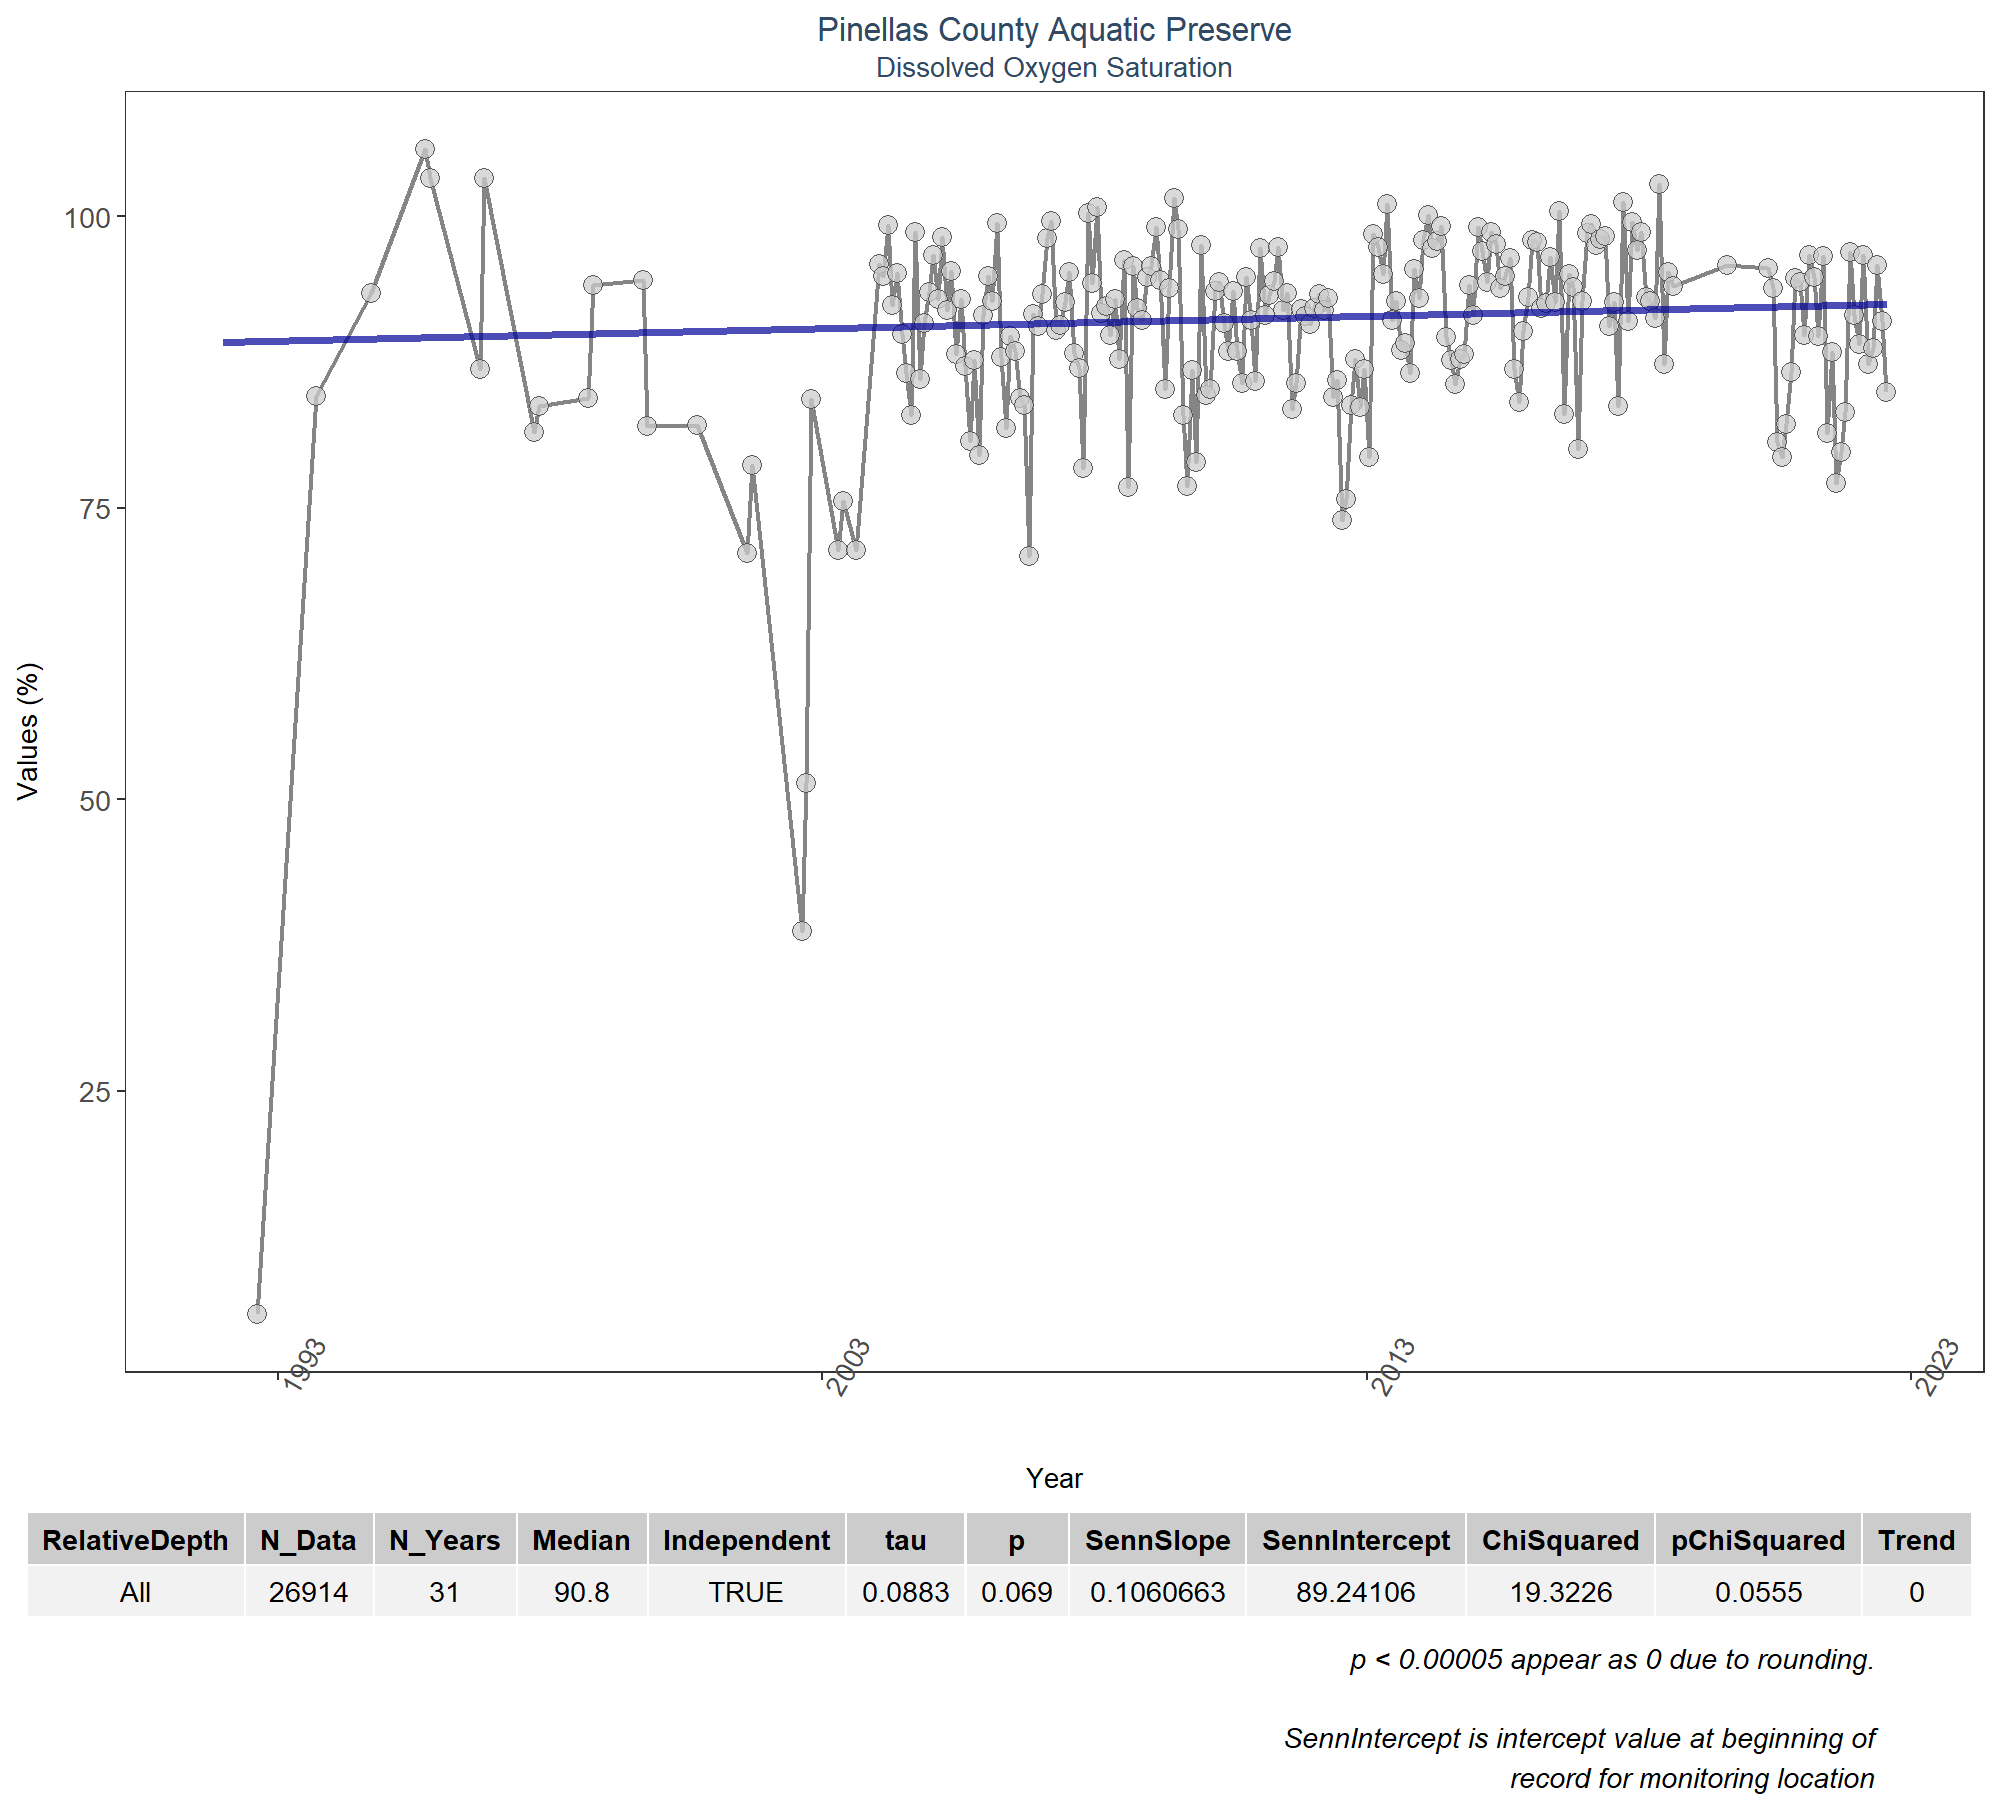 Pinellas County Aquatic Preserve
Dissolved Oxygen Saturation
Values (%)
100
75
50
25
1993
2003
2013
2023
Year
RelativeDepth N_Data N_Years Median Independent tau p SennSlope SennIntercept ChiSquared pChiSquared Trend
All 26914 31 90.8 TRUE 0.0883 0.069 0.1060663 89.24106 19.3226 0.0555 0
p < 0.00005 appear as 0 due to rounding.
SennIntercept is intercept value at beginning of
record for monitoring location